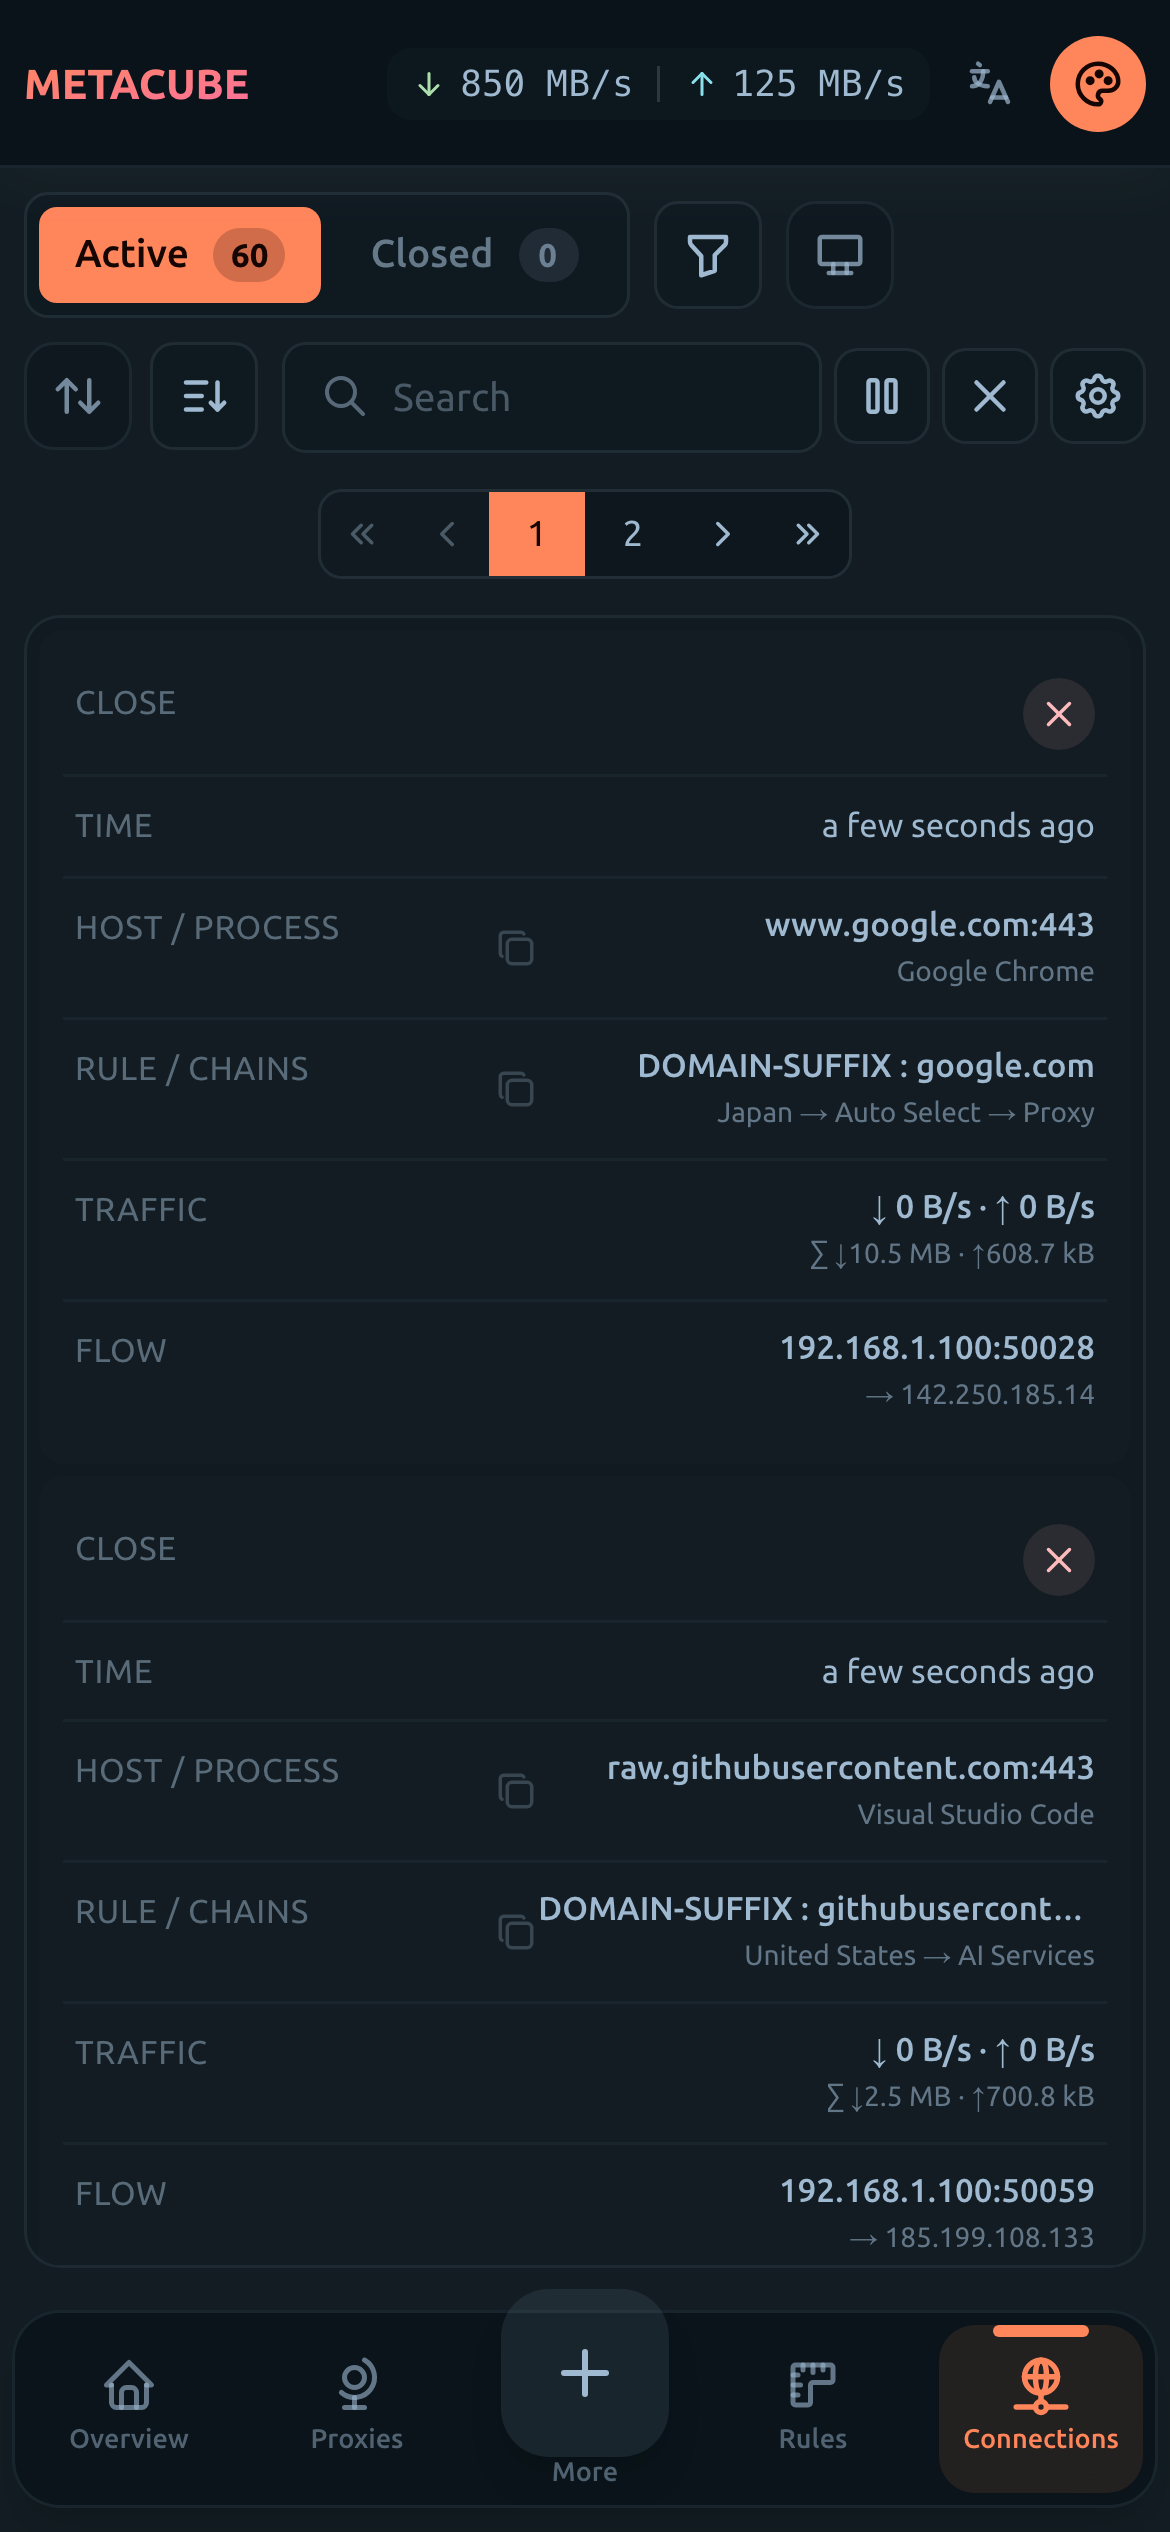 METACUBE
↓ 850 MB/s | ↑ 125 MB/s
Active 60
Closed 0
Search
« ‹ 1 2 › »
CLOSE
TIME a few seconds ago
HOST / PROCESS www.google.com:443
Google Chrome
RULE / CHAINS DOMAIN-SUFFIX : google.com
Japan → Auto Select → Proxy
TRAFFIC ↓ 0 B/s · ↑ 0 B/s
∑ ↓10.5 MB · ↑608.7 kB
FLOW 192.168.1.100:50028
→ 142.250.185.14
CLOSE
TIME a few seconds ago
HOST / PROCESS raw.githubusercontent.com:443
Visual Studio Code
RULE / CHAINS DOMAIN-SUFFIX : githubusercont...
United States → AI Services
TRAFFIC ↓ 0 B/s · ↑ 0 B/s
∑ ↓2.5 MB · ↑700.8 kB
FLOW 192.168.1.100:50059
→ 185.199.108.133
Overview
Proxies
More
Rules
Connections